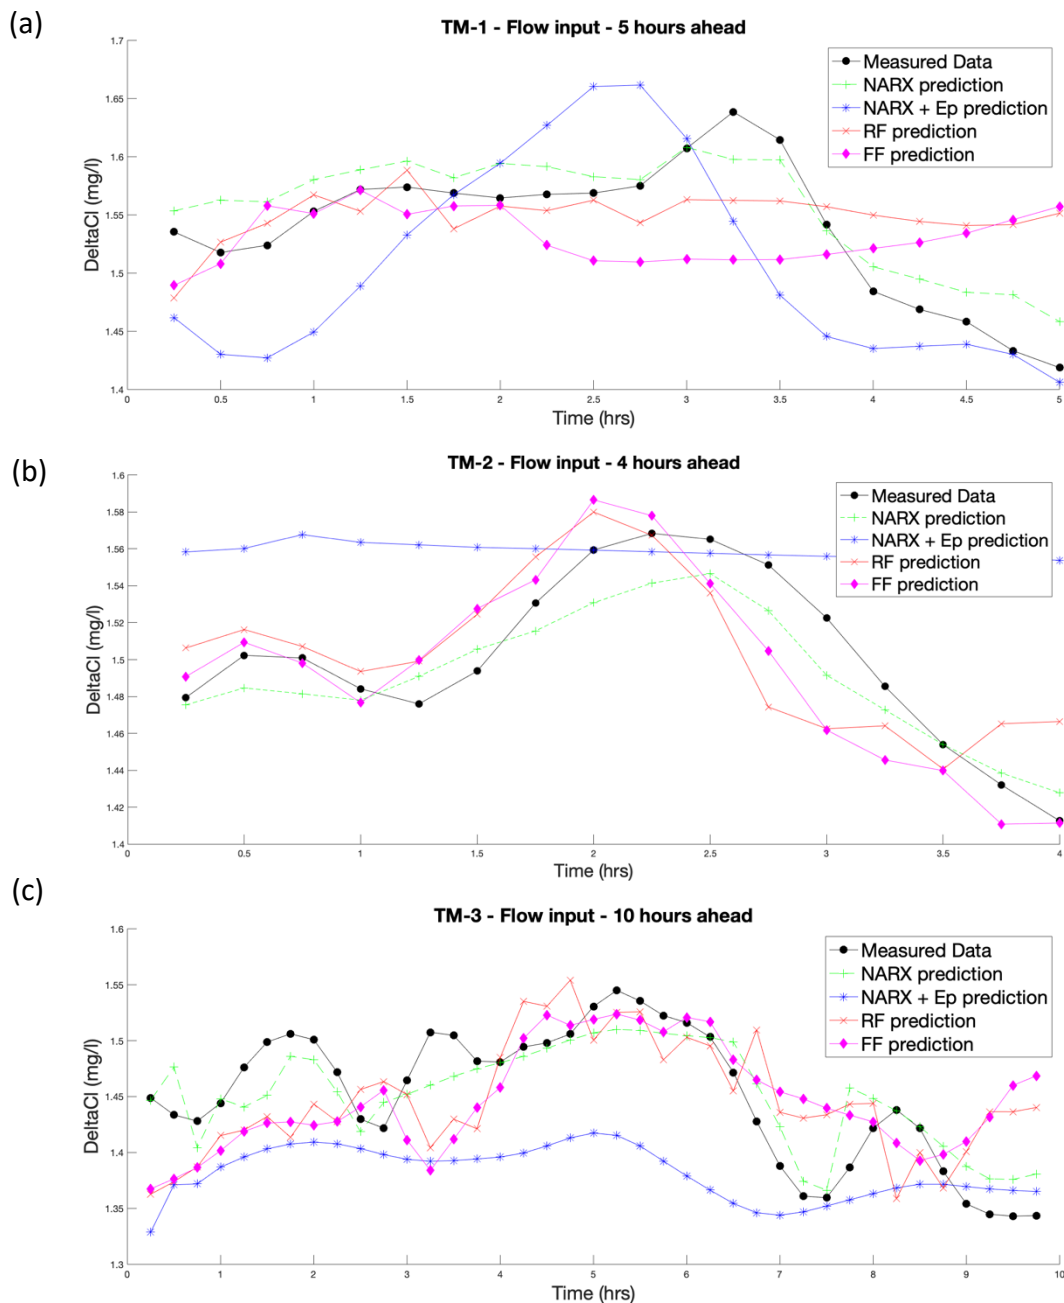 (a)
TM-1 - Flow input - 5 hours ahead
1.7
1.65
1.6
1.55
1.5
1.45
1.4
DeltaCl (mg/l)
Measured Data
NARX prediction
NARX + Ep prediction
RF prediction
FF prediction
0 0.5 1 1.5 2 2.5 3 3.5 4 4.5 5
Time (hrs)
(b)
TM-2 - Flow input - 4 hours ahead
1.6
1.58
1.56
1.54
1.52
1.5
1.48
1.46
1.44
1.42
1.4
DeltaCl (mg/l)
Measured Data
NARX prediction
NARX + Ep prediction
RF prediction
FF prediction
0 0.5 1 1.5 2 2.5 3 3.5 4
Time (hrs)
(c)
TM-3 - Flow input - 10 hours ahead
1.6
1.55
1.5
1.45
1.4
1.35
1.3
DeltaCl (mg/l)
Measured Data
NARX prediction
NARX + Ep prediction
RF prediction
FF prediction
0 1 2 3 4 5 6 7 8 9 10
Time (hrs)